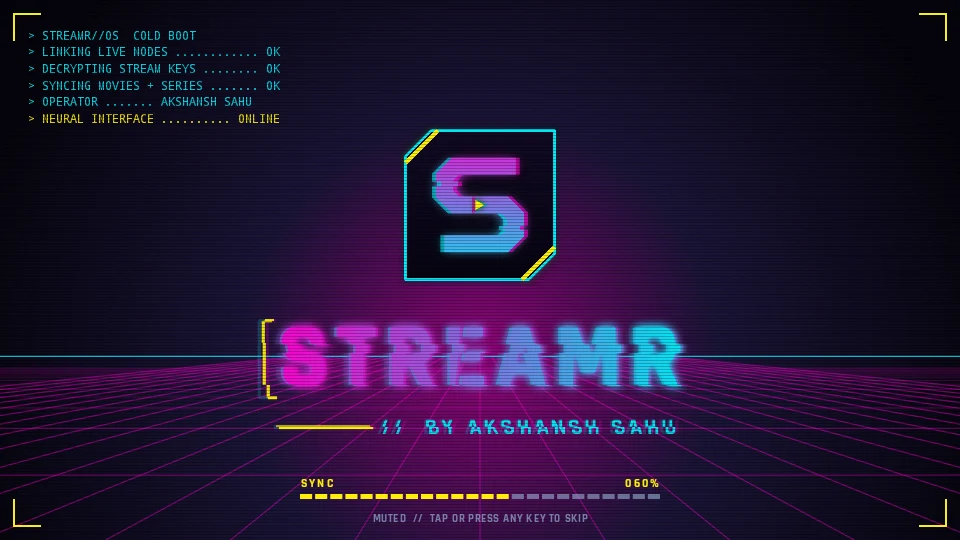 > STREAMR//OS COLD BOOT
> LINKING LIVE NODES ............ OK
> DECRYPTING STREAM KEYS ........ OK
> SYNCING MOVIES + SERIES ....... OK
> OPERATOR ....... AKSHANSH SAHU
> NEURAL INTERFACE .......... ONLINE
S
[STREAMR
// BY AKSHANSH SAHU
SYNC 060%
MUTED // TAP OR PRESS ANY KEY TO SKIP